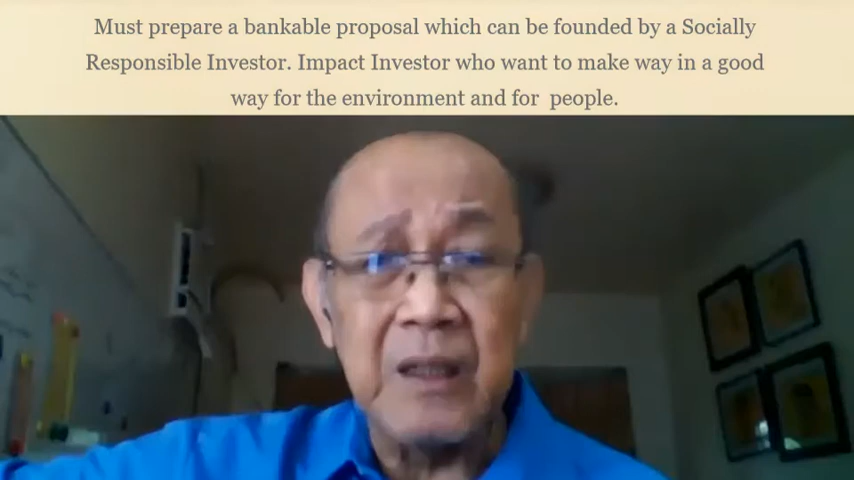 Must prepare a bankable proposal which can be founded by a Socially
Responsible Investor. Impact Investor who want to make way in a good
way for the environment and for  people.